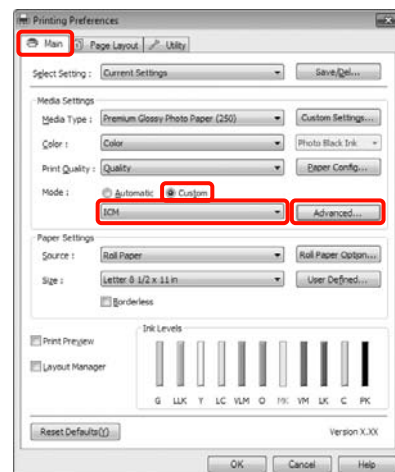 Printing Preferences
Main Page Layout Utility
Select Setting : Current Settings Save/Del...
Media Settings
Media Type : Premium Glossy Photo Paper (250) Custom Settings...
Color : Color Photo Black Ink
Print Quality : Quality Paper Config...
Mode : Automatic Custom
ICM Advanced...
Paper Settings
Source : Roll Paper Roll Paper Option...
Size : Letter 8 1/2 x 11 in User Defined...
Borderless
Ink Levels
Print Preview
Layout Manager
G LLK Y LC VLM O MK VM LK C PK
Reset Defaults(Y) Version X.XX
OK Cancel Help